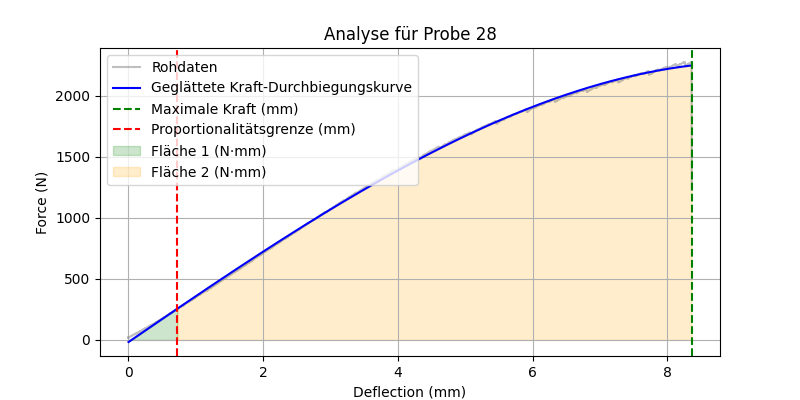 Analyse für Probe 28
Rohdaten
Geglättete Kraft-Durchbiegungskurve
Maximale Kraft (mm)
Proportionalitätsgrenze (mm)
Fläche 1 (N·mm)
Fläche 2 (N·mm)
Force (N)
2000
1500
1000
500
0
0 2 4 6 8
Deflection (mm)